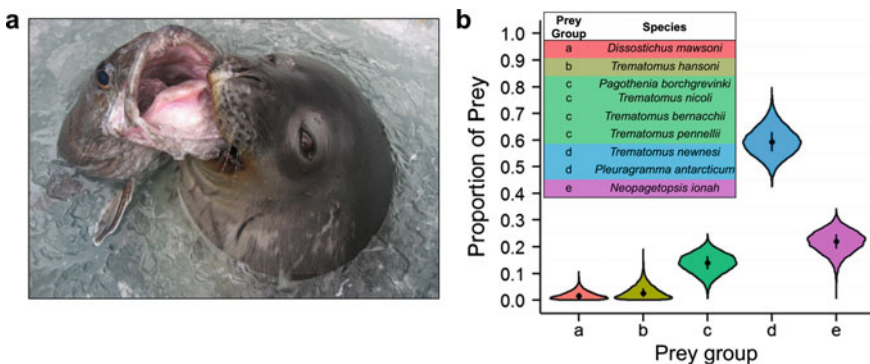 a
b
Prey
Group
Species
a Dissostichus mawsoni
b Trematomus hansoni
c Pagothenia borchgrevinki
c Trematomus nicoli
c Trematomus bernacchii
c Trematomus pennellii
d Trematomus newnesi
d Pleuragramma antarcticum
e Neopagetopsis ionah
Proportion of Prey
1.0
0.9
0.8
0.7
0.6
0.5
0.4
0.3
0.2
0.1
0.0
a b c d e
Prey group